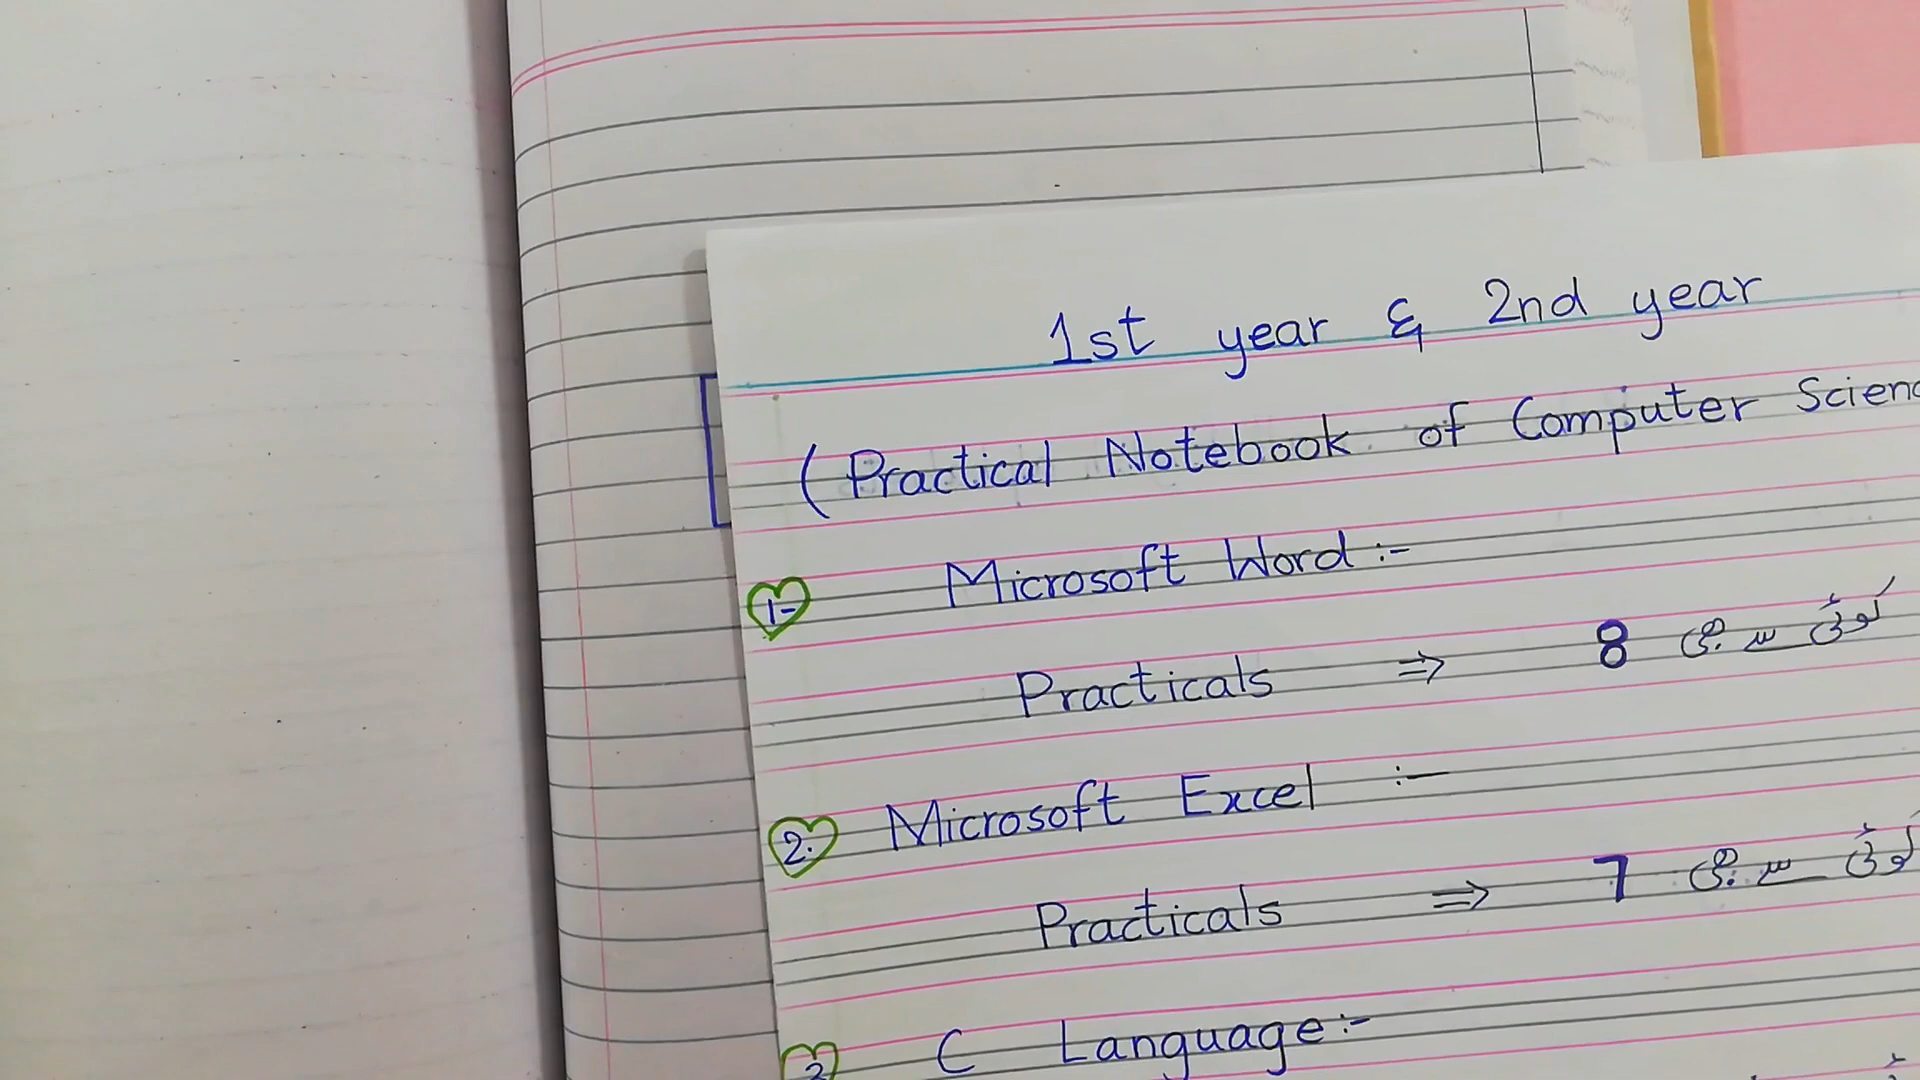 1st year & 2nd year
(Practical Notebook of Computer
1- Microsoft Word :-
Practicals ⇒ 8 کوئی سے بھی
2. Microsoft Excel :-
Practicals ⇒ 7 کوئی سے بھی
3 C Language:-